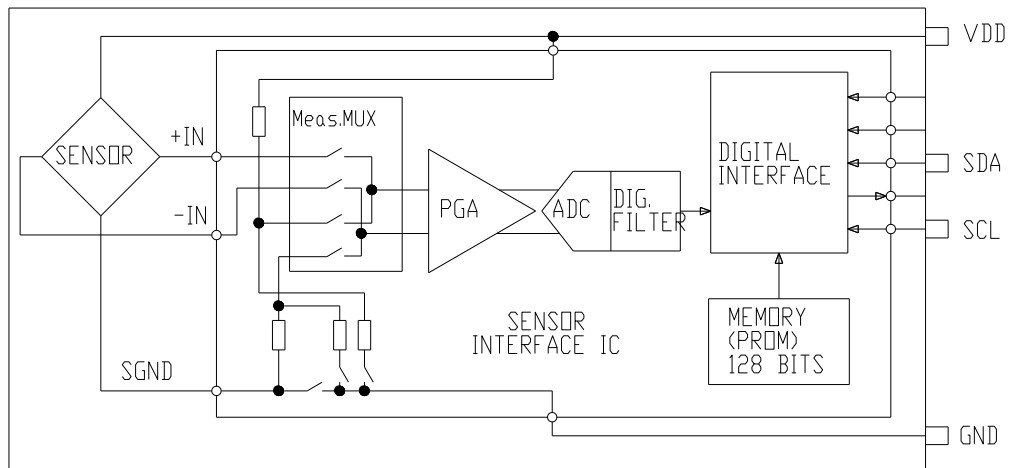 VDD
Meas.MUX
+IN
SENSOR
-IN
PGA
ADC
DIG.
FILTER
DIGITAL
INTERFACE
SDA
SCL
SENSOR
INTERFACE IC
MEMORY
(PROM)
128 BITS
SGND
GND